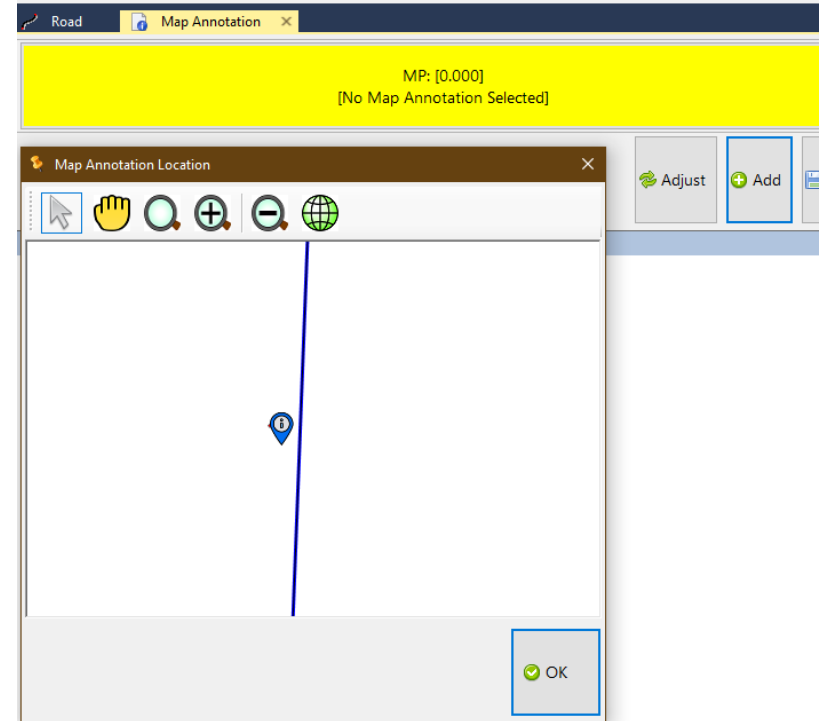 Road
Map Annotation
MP: [0.000]
[No Map Annotation Selected]
Map Annotation Location
Adjust
Add
OK